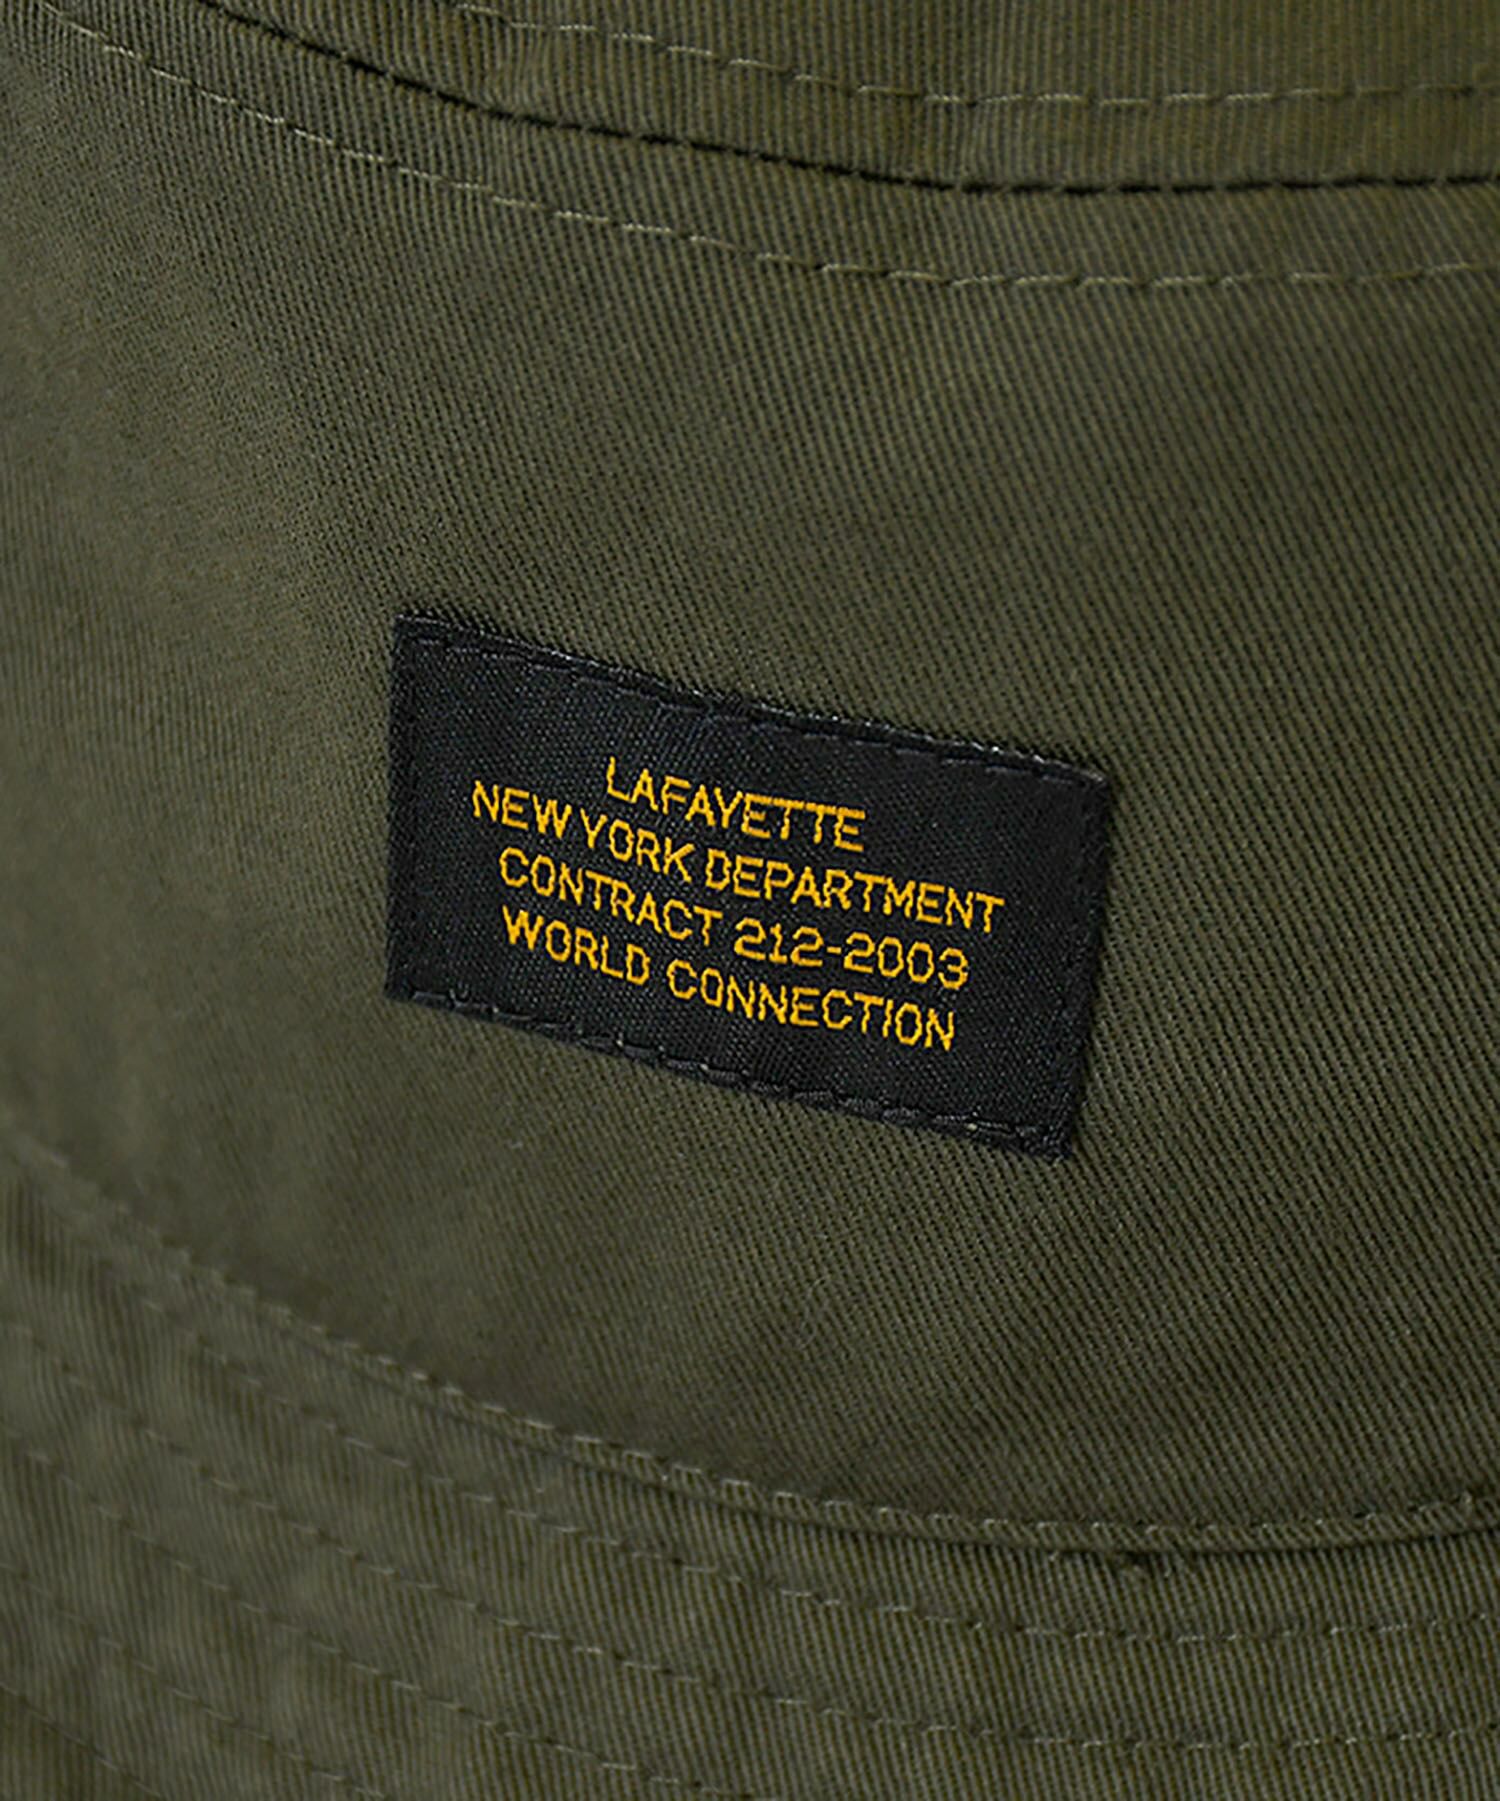 LAFAYETTE
NEW YORK DEPARTMENT
CONTRACT 212-2003
WORLD CONNECTION